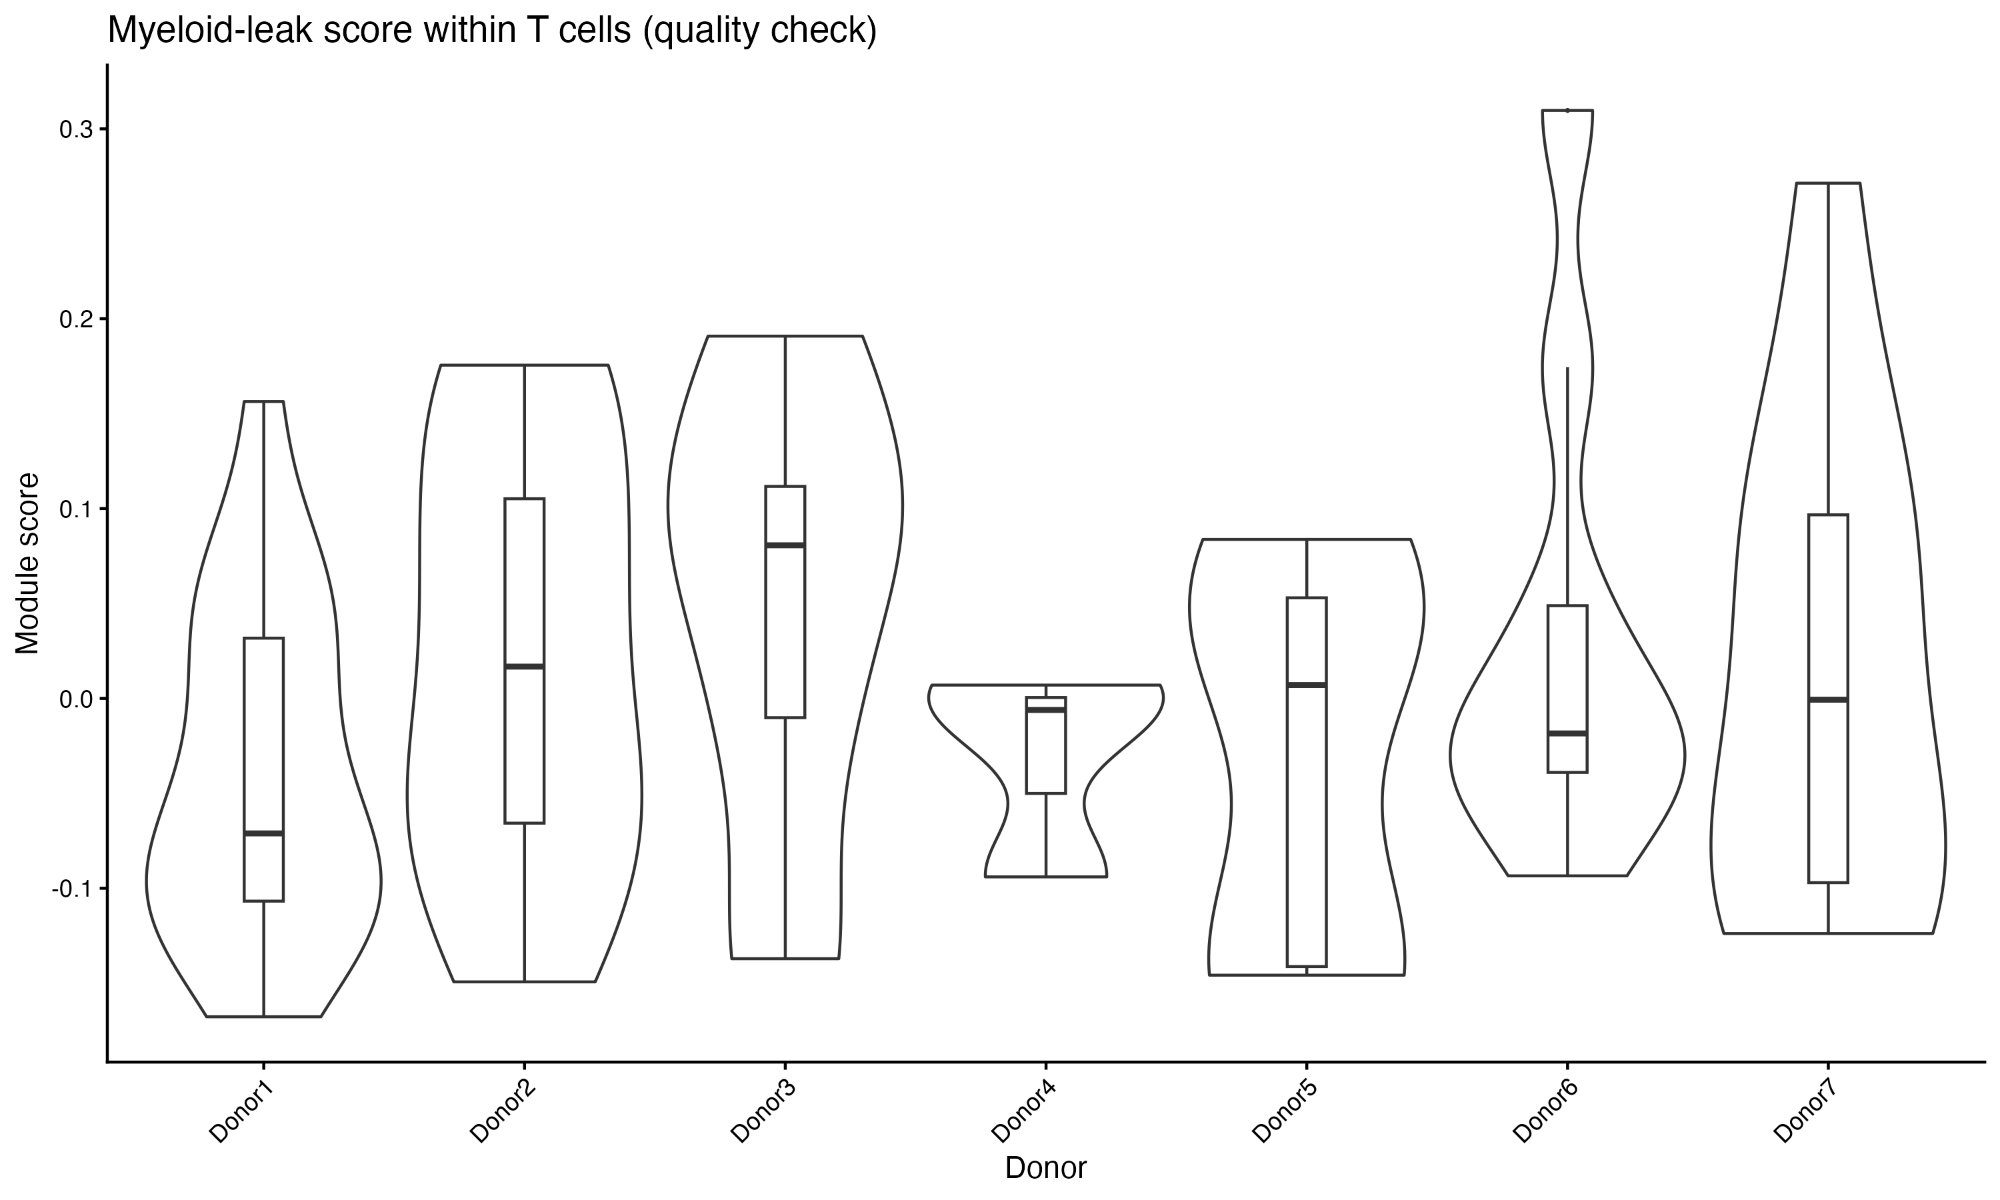 Myeloid-leak score within T cells (quality check)
Module score
0.3
0.2
0.1
0.0
-0.1
Donor1
Donor2
Donor3
Donor4
Donor5
Donor6
Donor7
Donor